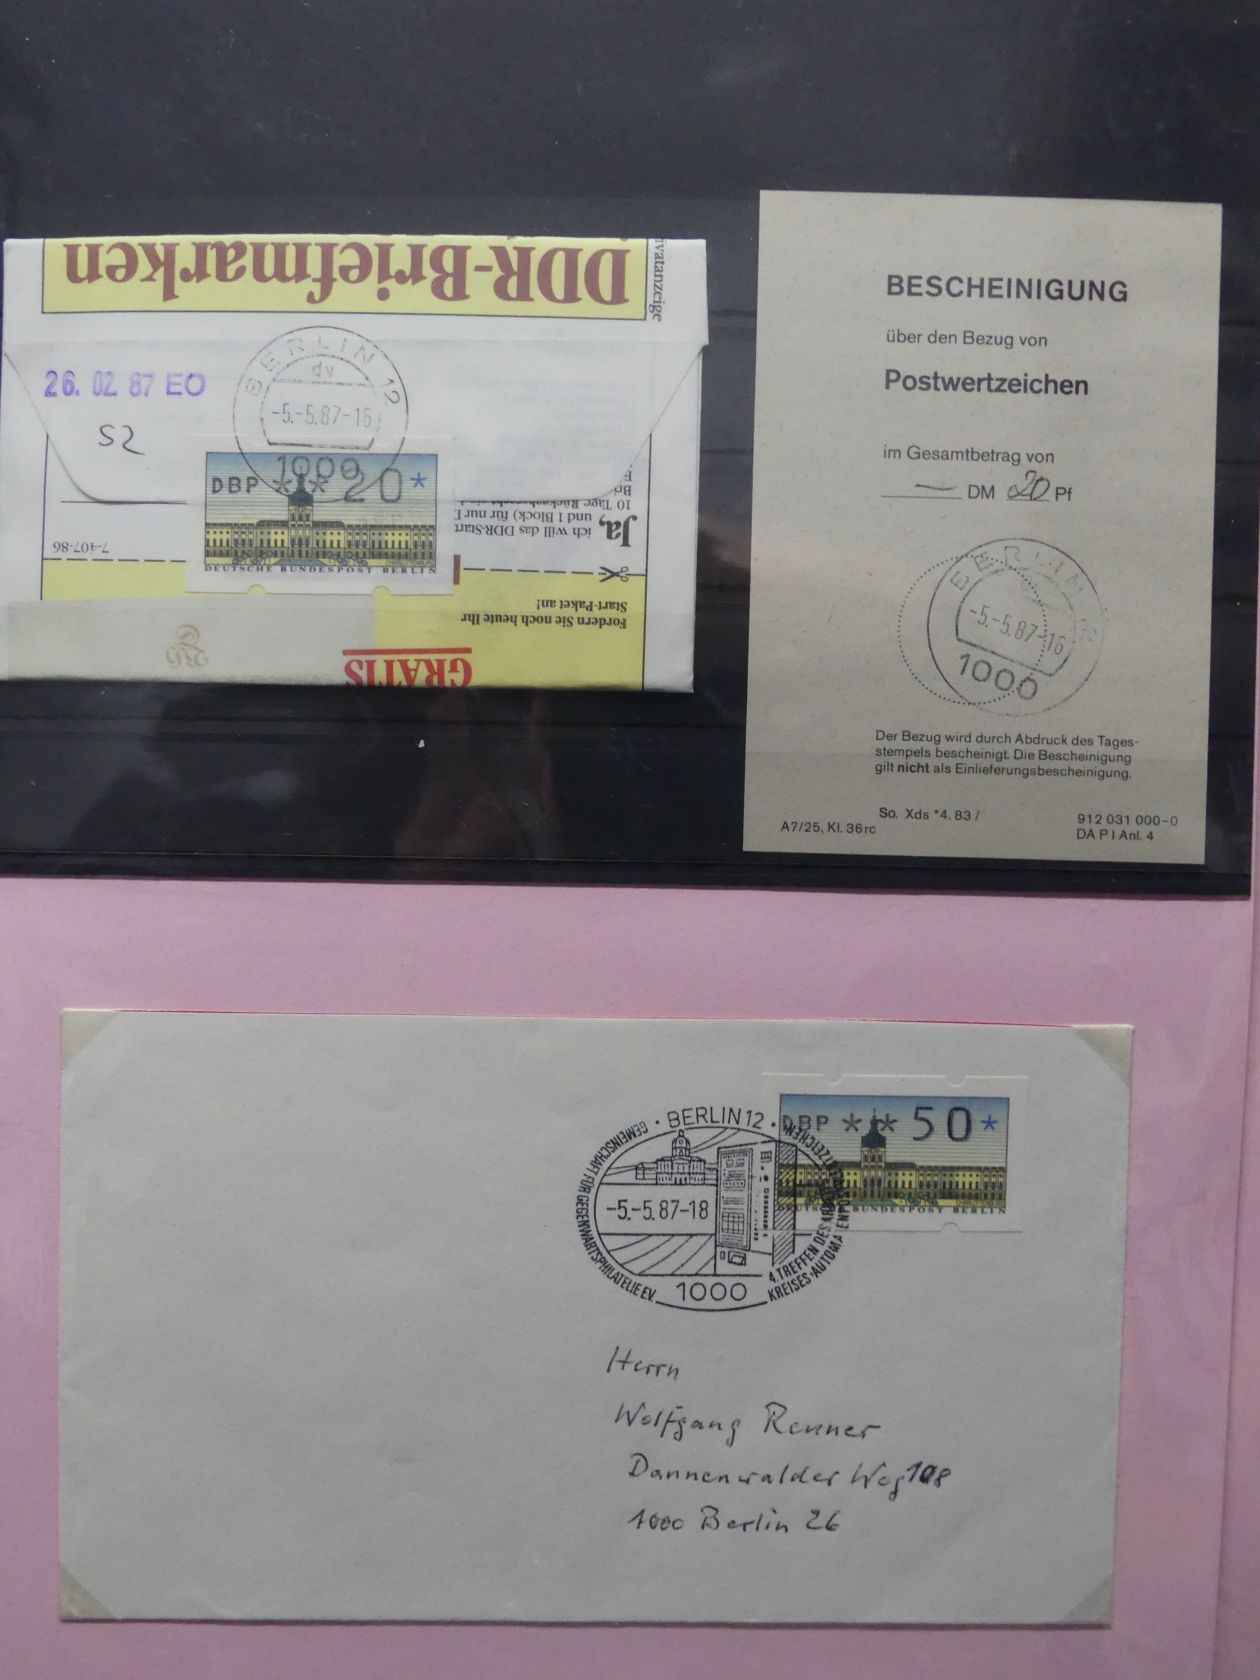 DDR-Briefmarken
ivatanzeige
26. 02. 87 EO
S2
BERLIN 12
dv
-5.-5.87-16
1000
DBP ** 20*
DEUTSCHE BUNDESPOST BERLIN
10 Tage
und 1 Block) für nur
Ja, ich will das DDR-Start
7-407-86
Fordern Sie noch heute Ihr
Start-Paket an!
GRATIS
BESCHEINIGUNG
über den Bezug von
Postwertzeichen
im Gesamtbetrag von
— DM 20 Pf
BERLIN 12
-5.-5.87-16
1000
Der Bezug wird durch Abdruck des Tages-
stempels bescheinigt. Die Bescheinigung
gilt nicht als Einlieferungsbescheinigung.
So. Xds *4. 83 /
A7/25, Kl. 36rc
912 031 000-0
DA P I Anl. 4
· BERLIN 12 ·
GEMEINSCHAFT FÜR GEGENWARTSPHILATELIE EV.
-5.-5.87-18
1000
4. TREFFEN DES ARBEITS-
KREISES·AUTOMATENPOSTWERTZEICHEN·
DBP ** 50*
DEUTSCHE BUNDESPOST BERLIN
Herrn
Wolfgang Renner
Dannenwalder Weg 108
1000 Berlin 26